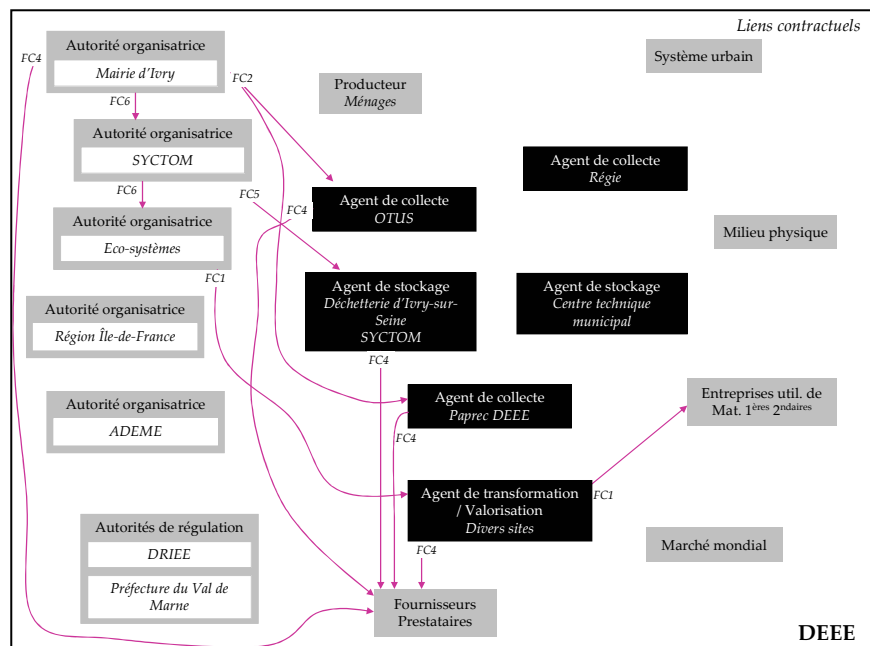 Liens contractuels
FC4
Autorité organisatrice
Mairie d'Ivry
FC2
Producteur
Ménages
Système urbain
FC6
Autorité organisatrice
SYCTOM
Agent de collecte
Régie
FC6
FC5
FC4
Agent de collecte
OTUS
Autorité organisatrice
Eco-systèmes
Milieu physique
FC1
Agent de stockage
Déchetterie d'Ivry-sur-
Seine
SYCTOM
Agent de stockage
Centre technique
municipal
Autorité organisatrice
Région Île-de-France
FC4
Autorité organisatrice
ADEME
Agent de collecte
Paprec DEEE
Entreprises util. de
Mat. 1ères 2ndaires
FC4
Agent de transformation
/ Valorisation
Divers sites
FC1
Autorités de régulation
DRIEE
Préfecture du Val de
Marne
FC4
Marché mondial
Fournisseurs
Prestataires
DEEE